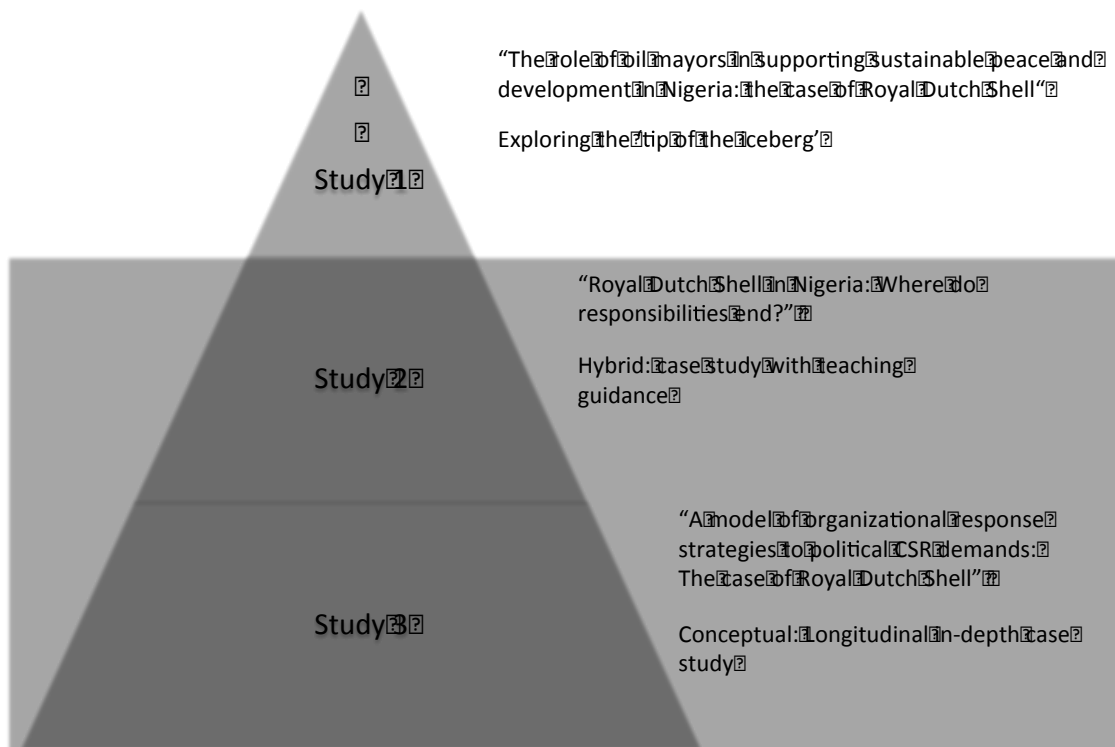 “The role of oil mayors in supporting sustainable peace and
development in Nigeria: the case of Royal Dutch Shell“
Exploring the ‘tip of the iceberg’
Study 1
“Royal Dutch Shell in Nigeria: Where do
responsibilities end?”
Study 2
Hybrid: case study with teaching
guidance
“A model of organizational response
strategies to political CSR demands:
The case of Royal Dutch Shell”
Study 3
Conceptual: Longitudinal in-depth case
study